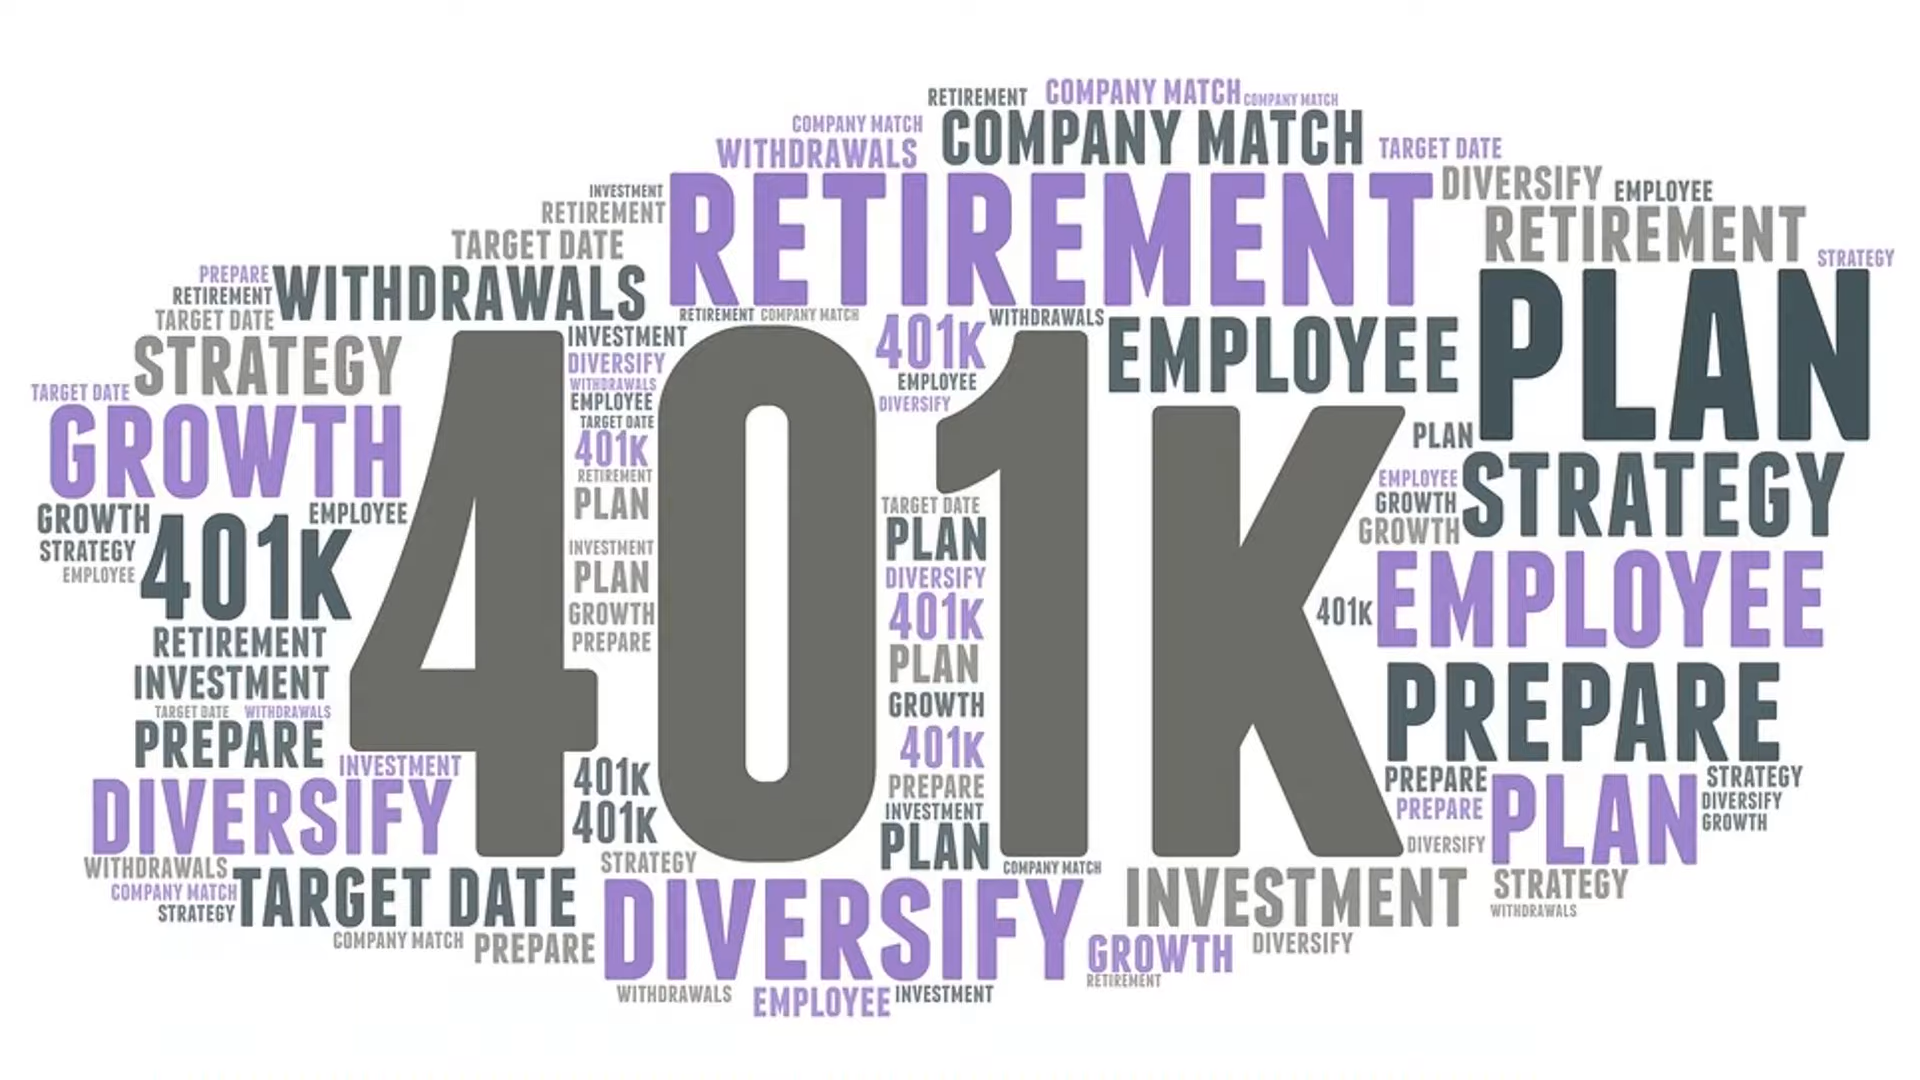 RETIREMENT COMPANY MATCH COMPANY MATCH
COMPANY MATCH
COMPANY MATCH
WITHDRAWALS
TARGET DATE
RETIREMENT
DIVERSIFY
EMPLOYEE
INVESTMENT
RETIREMENT
RETIREMENT
TARGET DATE
STRATEGY
PREPARE
WITHDRAWALS
RETIREMENT
TARGET DATE
PLAN
RETIREMENT COMPANY MATCH
401K
WITHDRAWALS
EMPLOYEE
401K
STRATEGY
INVESTMENT
DIVERSIFY
WITHDRAWALS
EMPLOYEE
TARGET DATE
401K
RETIREMENT
PLAN
INVESTMENT
PLAN
GROWTH
PREPARE
EMPLOYEE
DIVERSIFY
TARGET DATE
GROWTH
PLAN
STRATEGY
EMPLOYEE
GROWTH
GROWTH
GROWTH
EMPLOYEE
STRATEGY
EMPLOYEE
401K
TARGET DATE
PLAN
DIVERSIFY
401K
PLAN
GROWTH
401K
PREPARE
INVESTMENT
PLAN
401K
EMPLOYEE
RETIREMENT
INVESTMENT
TARGET DATE WITHDRAWALS
PREPARE
PREPARE
INVESTMENT
401K
401K
PREPARE
PREPARE
PLAN
STRATEGY
DIVERSIFY
GROWTH
DIVERSIFY
DIVERSIFY
STRATEGY
COMPANY MATCH
WITHDRAWALS
COMPANY MATCH
STRATEGY
TARGET DATE
DIVERSIFY
INVESTMENT
STRATEGY
WITHDRAWALS
COMPANY MATCH
PREPARE
GROWTH
DIVERSIFY
RETIREMENT
WITHDRAWALS
EMPLOYEE
INVESTMENT